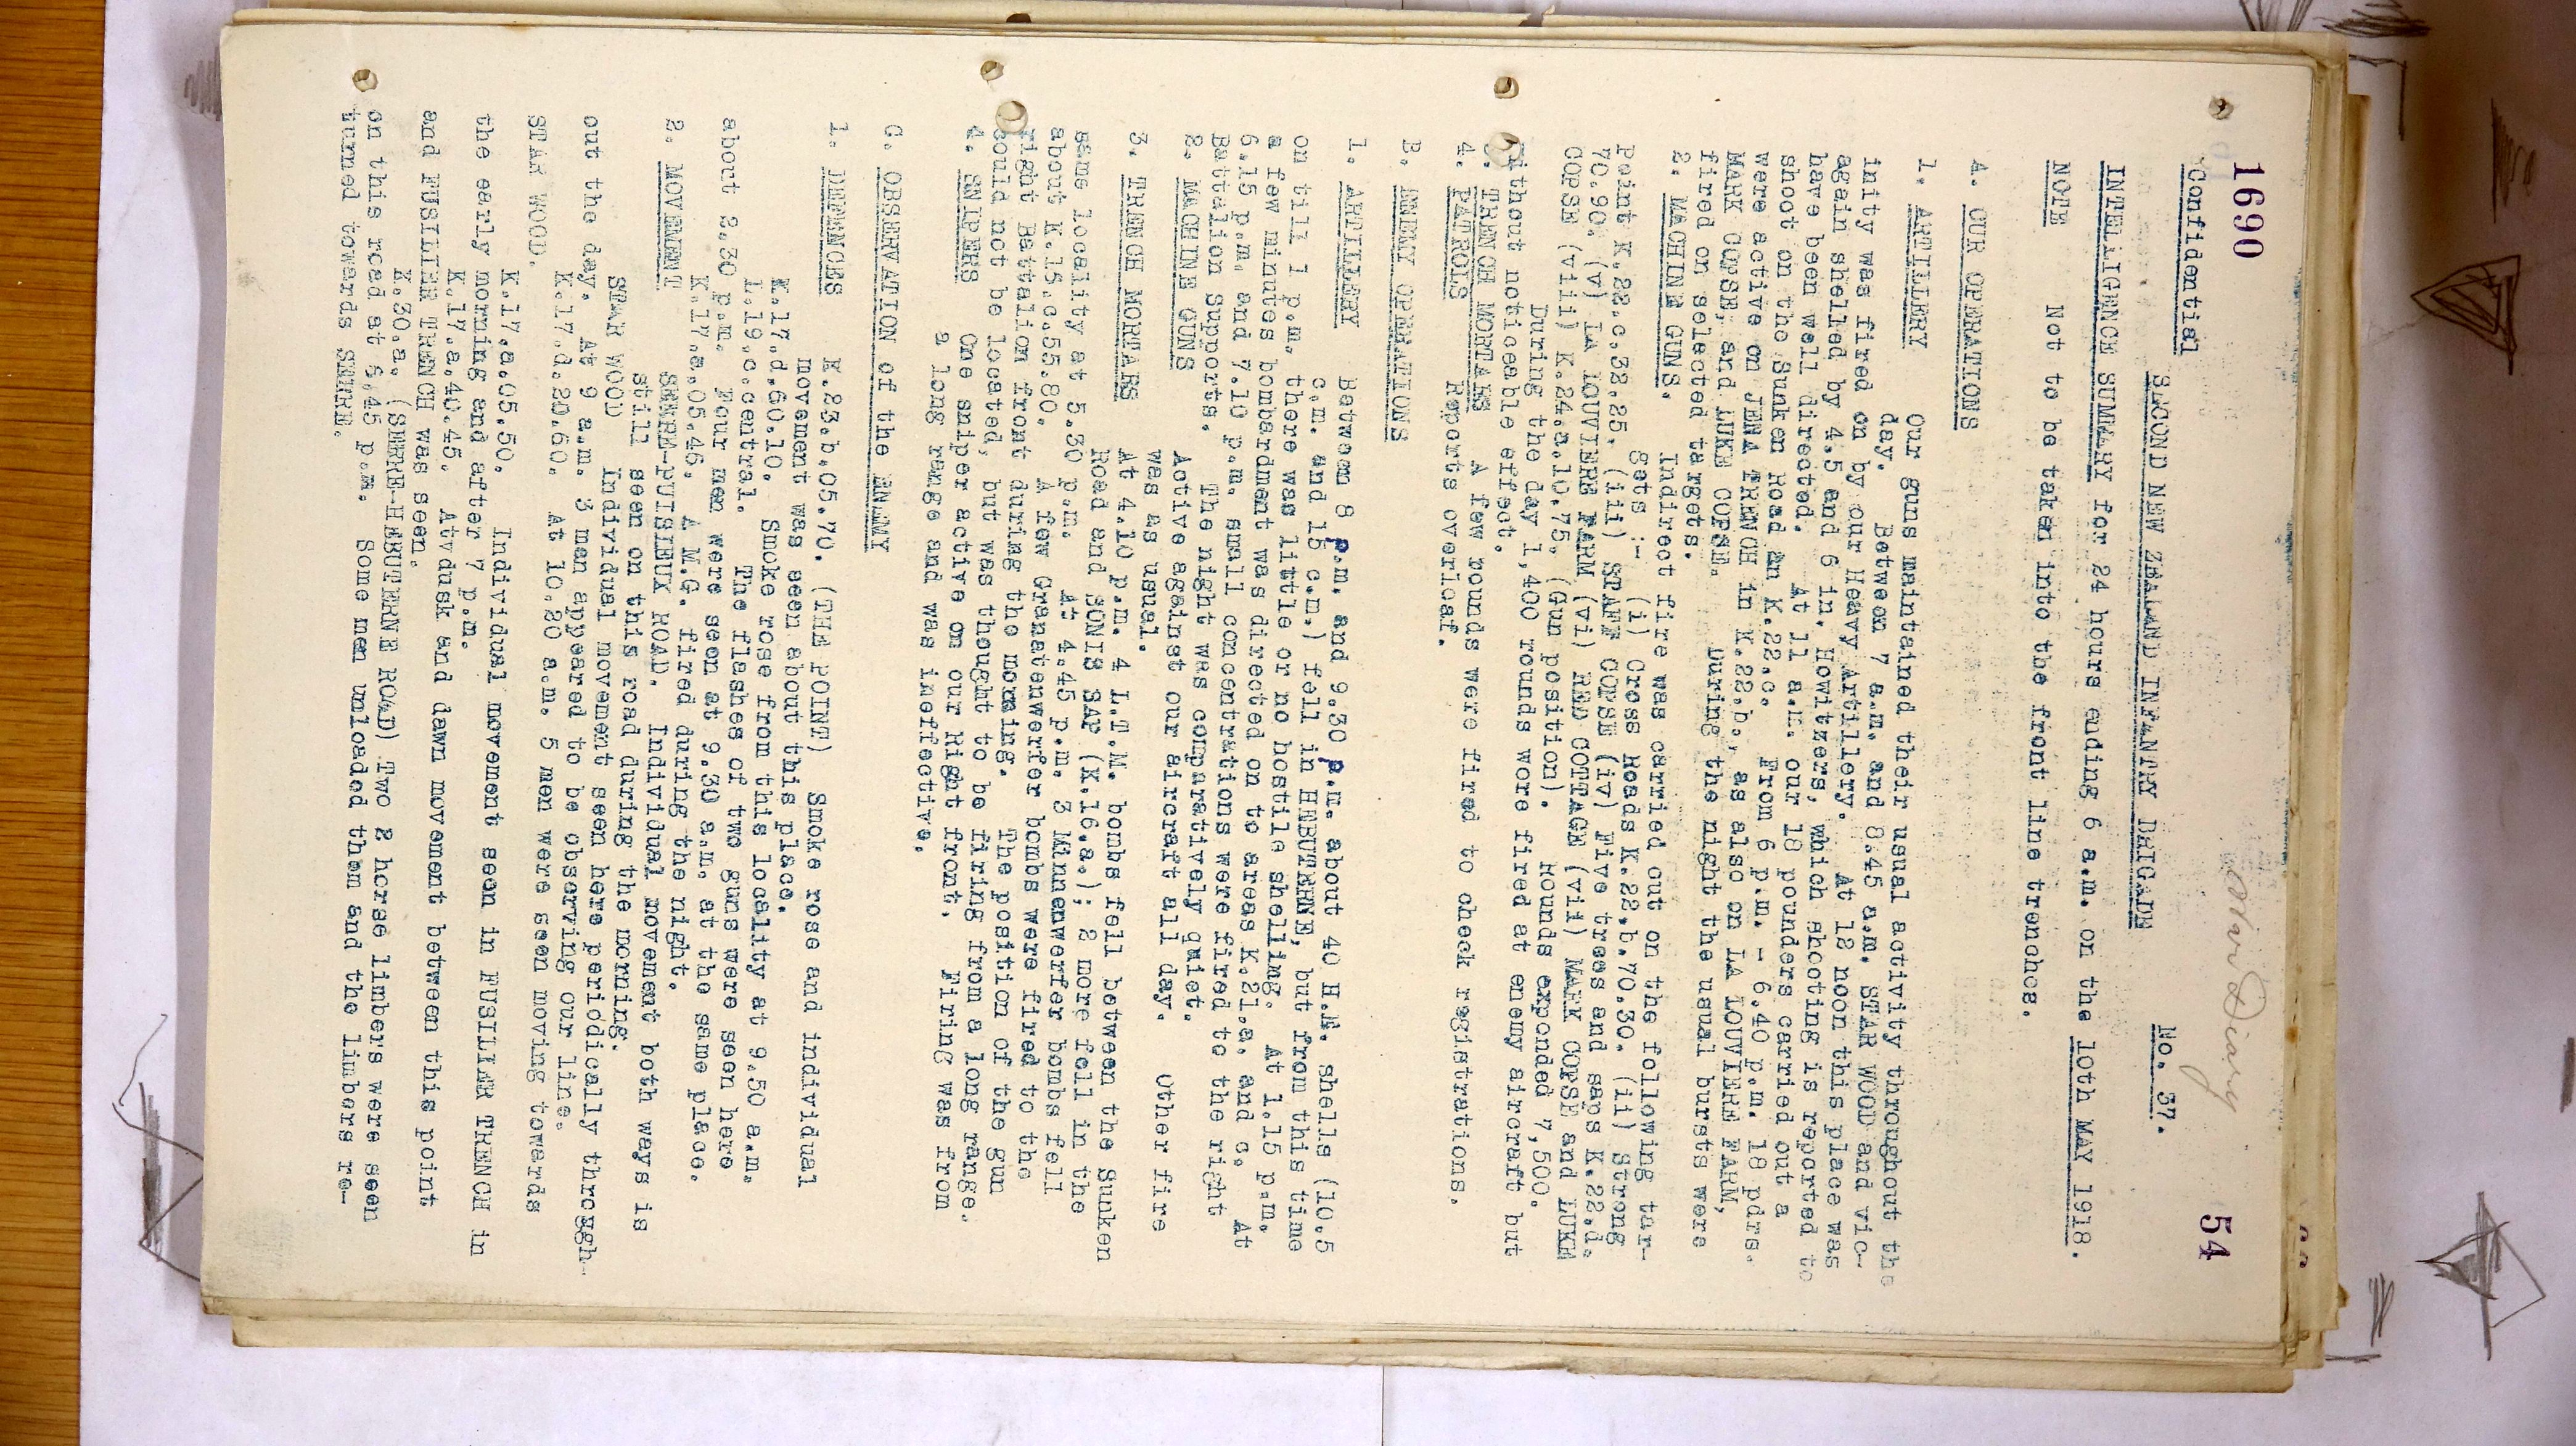 1690
War Diary
54
Confidential
SECOND NEW ZEALAND INFANTRY BRIGADE
No. 37.
INTELIGENCE SUMMARY for 24 hours ending 6 a.m. on the 10th MAY 1918.
NOTE Not to be taken into the front line trenches.
A. OUR OPERATIONS
1. ARTILLERY Our guns maintained their usual activity throughout the
day. Between 7 a.m. and 8.45 a.m. STAR WOOD and vic-
inity was fired on by our Heavy Artillery. At 12 noon this place was
again shelled by 4.5 and 6 in. Howitzers, which shooting is reported to
have been well directed. At 11 a.m. our 18 pounders carried out a
shoot on the Sunken Road in K.22.c. From 6 p.m. - 6.40 p.m. 18 pdrs.
were active on JENA TRENCH in K.22.b., as also on LA LOUVIERE FARM,
MARK COPSE, and LUKE COPSE. During the night the usual bursts were
fired on selected targets.
2. MACHINE GUNS. Indirect fire was carried out on the following tar-
gets :- (i) Cross Roads K.22.b.70.30. (ii) Strong
Point K.22.c.32.25. (iii) STAFF COPSE (iv) Five trees and saps K.22.d.
70.90. (v) LA LOUVIERE FARM (vi) RED COTTAGE (vii) MARK COPSE and LUKE
COPSE (viii) K.24.a.10.75. (Gun position). Rounds expended 7,500.
During the day 1,400 rounds were fired at enemy aircraft but
without noticeable effect.
3. TRENCH MORTARS A few rounds were fired to check registrations.
4. PATROLS Reports overleaf.
B. ENEMY OPERATIONS
1. ARTILLERY Between 8 p.m. and 9.30 p.m. about 40 H.E. shells (10.5
c.m. and 15 c.m.) fell in HEBUTERNE, but from this time
on till 1 p.m. there was little or no hostile shelling. At 1.15 p.m.
a few minutes bombardment was directed on to areas K.21.a. and c. At
6.15 p.m. and 7.10 p.m. small concentrations were fired to the right
Battalion Supports. The night was comparatively quiet.
2. MACHINE GUNS Active against our aircraft all day. Other fire
was as usual.
3. TRENCH MORTARS At 4.10 p.m. 4 L.T.M. bombs fell between the Sunken
Road and SONIS SAP (K.16.a.); 2 more fell in the
same locality at 5.30 p.m. At 4.45 p.m. 3 Minnenwerfer bombs fell
about K.15.c.55.80. A few Granatenwerfer bombs were fired to the
right Battalion front during the morning. The position of the gun
could not be located, but was thought to be firing from a long range.
4. SNIPERS One sniper active on our Right front. Firing was from
a long range and was ineffective.
C. OBSERVATION of the ENEMY
1. DEFENCES K.23.b.05.70. (THE POINT) Smoke rose and individual
movement was seen about this place.
K.17.d.60.10. Smoke rose from this locality at 9.50 a.m.
L.19.c.central. The flashes of two guns were seen here
about 2.30 p.m. Four men were seen at 9.30 a.m. at the same place.
K.17.a.05.46. A M.G. fired during the night.
2. MOVEMENT SERRE-PUISIEUX ROAD. Individual movement both ways is
still seen on this road during the morning.
STAR WOOD Individual movement seen here periodically throgh-
out the day. At 9 a.m. 3 men appeared to be observing our line.
K.17.d.20.60. At 10.20 a.m. 5 men were seen moving towards
STAR WOOD.
K.17.a.05.50. Individual movement seen in FUSILIER TRENCH in
the early morning and after 7 p.m.
K.17.a.40.45. Atvdusk and dawn movement between this point
and FUSILIER TRENCH was seen.
K.30.a. (SERRE-HEBUTERNE ROAD) Two 2 horse limbers were seen
on this road at 4.45 p.m. Some men unloaded them and the limbers re-
turned towards SERRE.